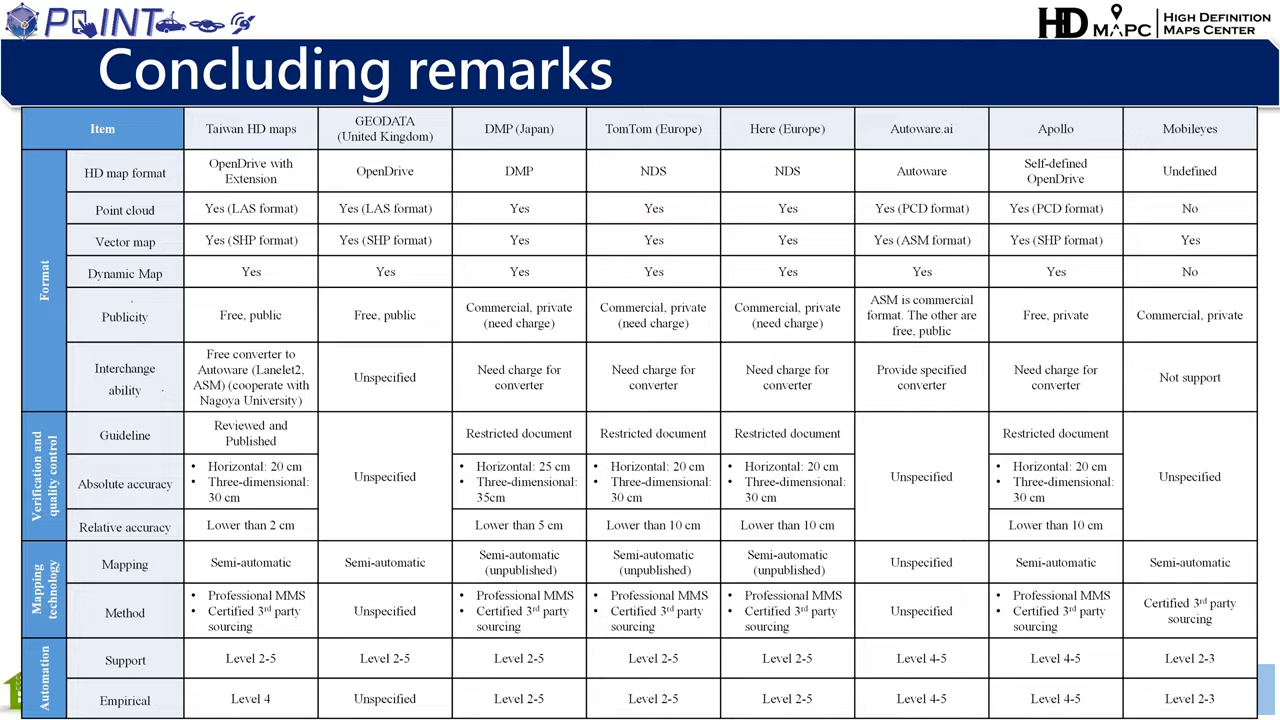 POINT
HD MAPC HIGH DEFINITION MAPS CENTER
Concluding remarks
Item Taiwan HD maps GEODATA (United Kingdom) DMP (Japan) TomTom (Europe) Here (Europe) Autoware.ai Apollo Mobileyes
Format
HD map format OpenDrive with Extension OpenDrive DMP NDS NDS Autoware Self-defined OpenDrive Undefined
Point cloud Yes (LAS format) Yes (LAS format) Yes Yes Yes Yes (PCD format) Yes (PCD format) No
Vector map Yes (SHP format) Yes (SHP format) Yes Yes Yes Yes (ASM format) Yes (SHP format) Yes
Dynamic Map Yes Yes Yes Yes Yes Yes Yes No
Publicity Free, public Free, public Commercial, private (need charge) Commercial, private (need charge) Commercial, private (need charge) ASM is commercial format. The other are free, public Free, private Commercial, private
Interchange ability Free converter to Autoware (Lanelet2, ASM) (cooperate with Nagoya University) Unspecified Need charge for converter Need charge for converter Need charge for converter Provide specified converter Need charge for converter Not support
Verification and quality control
Guideline Reviewed and Published Unspecified Restricted document Restricted document Restricted document Unspecified Restricted document Unspecified
Absolute accuracy • Horizontal: 20 cm • Three-dimensional: 30 cm • Horizontal: 25 cm • Three-dimensional: 35cm • Horizontal: 20 cm • Three-dimensional: 30 cm • Horizontal: 20 cm • Three-dimensional: 30 cm • Horizontal: 20 cm • Three-dimensional: 30 cm
Relative accuracy Lower than 2 cm Lower than 5 cm Lower than 10 cm Lower than 10 cm Lower than 10 cm
Mapping technology
Mapping Semi-automatic Semi-automatic Semi-automatic (unpublished) Semi-automatic (unpublished) Semi-automatic (unpublished) Unspecified Semi-automatic Semi-automatic
Method • Professional MMS • Certified 3rd party sourcing Unspecified • Professional MMS • Certified 3rd party sourcing • Professional MMS • Certified 3rd party sourcing • Professional MMS • Certified 3rd party sourcing Unspecified • Professional MMS • Certified 3rd party sourcing Certified 3rd party sourcing
Automation
Support Level 2-5 Level 2-5 Level 2-5 Level 2-5 Level 2-5 Level 4-5 Level 4-5 Level 2-3
Empirical Level 4 Unspecified Level 2-5 Level 2-5 Level 2-5 Level 4-5 Level 4-5 Level 2-3